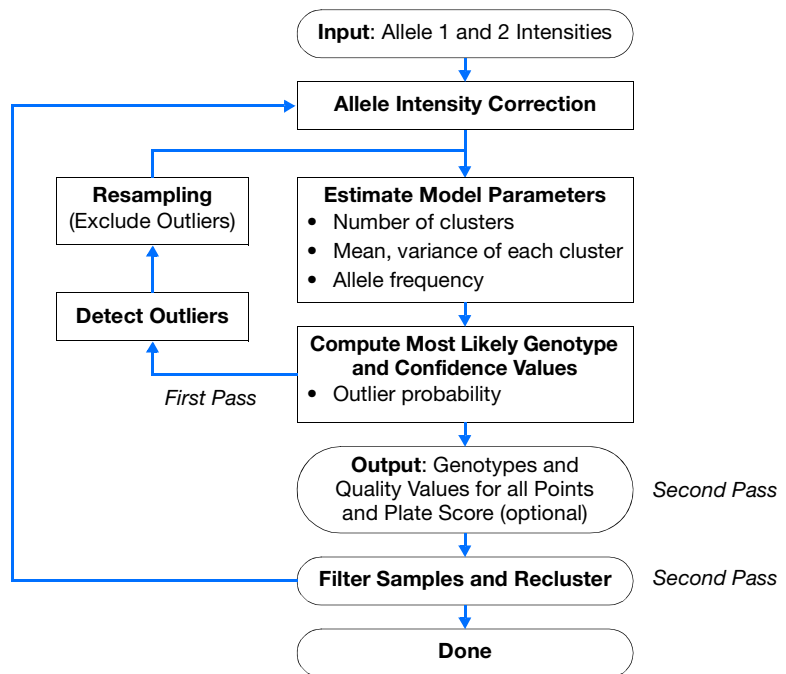 Input: Allele 1 and 2 Intensities
Allele Intensity Correction
Resampling
(Exclude Outliers)
Estimate Model Parameters
• Number of clusters
• Mean, variance of each cluster
• Allele frequency
Detect Outliers
Compute Most Likely Genotype
and Confidence Values
• Outlier probability
First Pass
Output: Genotypes and
Quality Values for all Points
and Plate Score (optional)
Second Pass
Filter Samples and Recluster
Second Pass
Done